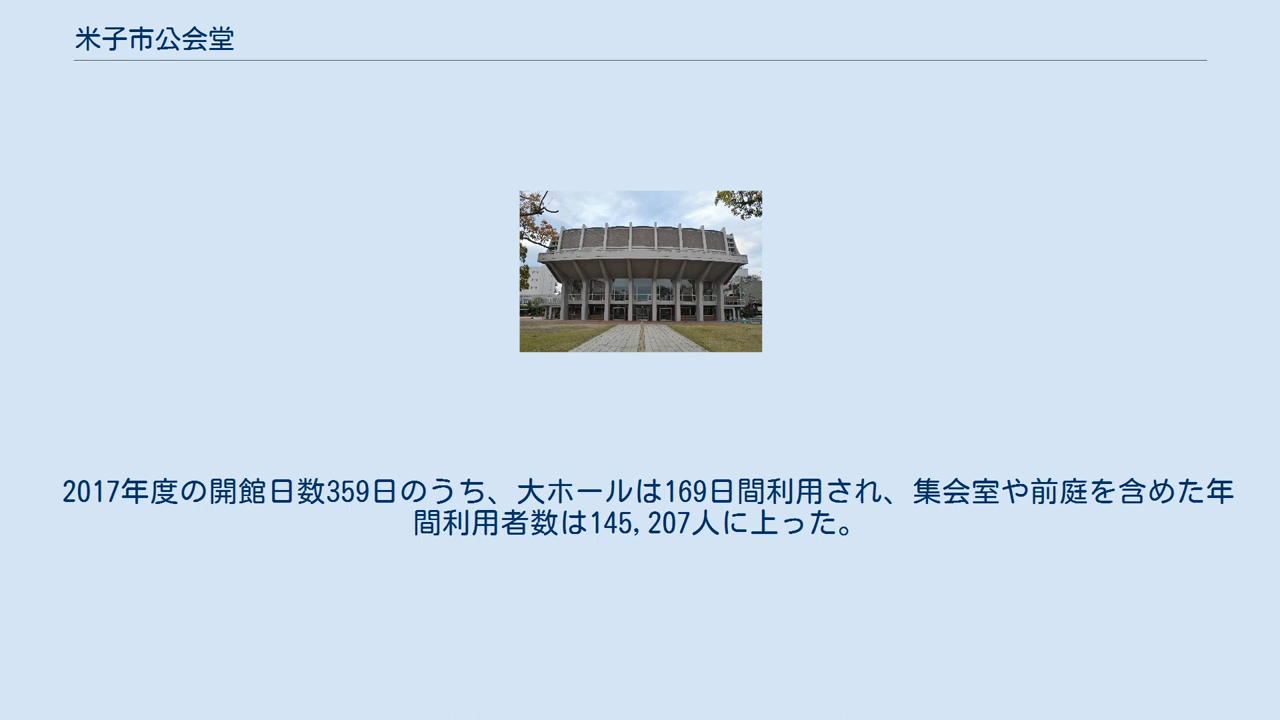 米子市公会堂
2017年度の開館日数359日のうち、大ホールは169日間利用され、集会室や前庭を含めた年
間利用者数は145,207人に上った。